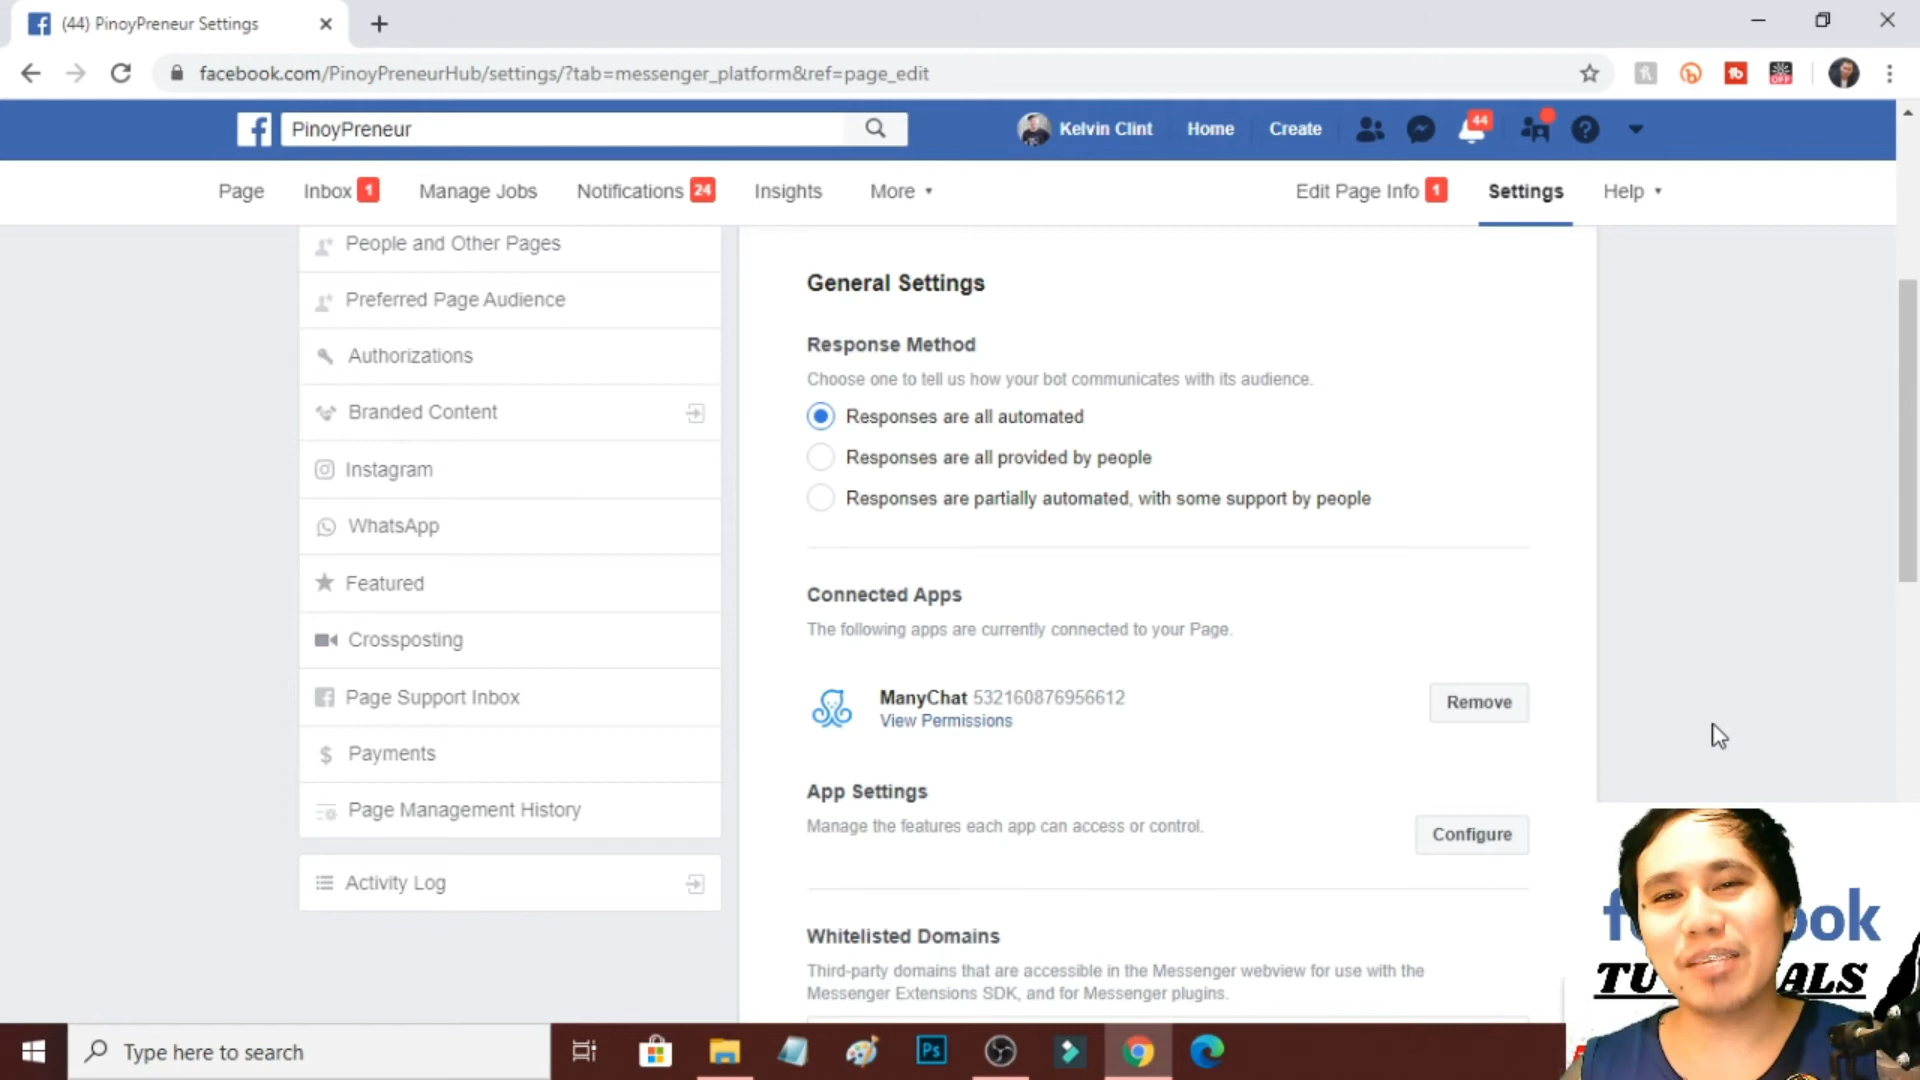 (44) PinoyPreneur Settings
facebook.com/PinoyPreneurHub/settings/?tab=messenger_platform&ref=page_edit
PinoyPreneur
Kelvin Clint
Home
Create
44
Page
Inbox 1
Manage Jobs
Notifications 24
Insights
More
Edit Page Info 1
Settings
Help
People and Other Pages
Preferred Page Audience
Authorizations
Branded Content
Instagram
WhatsApp
Featured
Crossposting
Page Support Inbox
Payments
Page Management History
Activity Log
General Settings
Response Method
Choose one to tell us how your bot communicates with its audience.
Responses are all automated
Responses are all provided by people
Responses are partially automated, with some support by people
Connected Apps
The following apps are currently connected to your Page.
ManyChat 532160876956612
View Permissions
Remove
App Settings
Manage the features each app can access or control.
Configure
Whitelisted Domains
Third-party domains that are accessible in the Messenger webview for use with the
Messenger Extensions SDK, and for Messenger plugins.
Type here to search
Ps
OFF